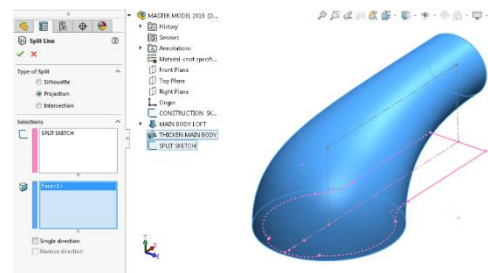 Split Line
Type of Split
Silhouette
Projection
Intersection
Selections
SPLIT SKETCH
Face<1>
Single direction
Reverse direction
MASTER MODEL 2019 (D...
History
Sensors
Annotations
Material <not specifi...
Front Plane
Top Plane
Right Plane
Origin
CONSTRUCTION SK...
MAIN BODY LOFT
THICKEN MAIN BODY
SPLIT SKETCH